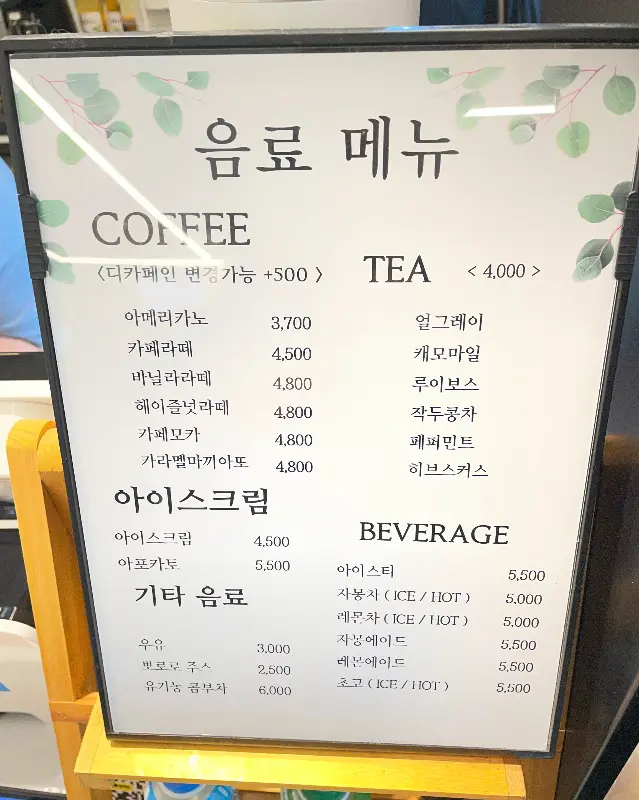 음료 메뉴
COFFEE
<디카페인 변경가능 +500 >
아메리카노 3,700
카페라떼 4,500
바닐라라떼 4,800
헤이즐넛라떼 4,800
카페모카 4,800
카라멜마끼아또 4,800
TEA < 4,000 >
얼그레이
캐모마일
루이보스
작두콩차
페퍼민트
히브스커스
아이스크림
아이스크림 4,500
아포카토 5,500
기타 음료
우유 3,000
뽀로로 주스 2,500
유기농 콤부차 6,000
BEVERAGE
아이스티 5,500
자몽차 ( ICE / HOT ) 5,000
레몬차 ( ICE / HOT ) 5,000
자몽에이드 5,500
레몬에이드 5,500
초코 ( ICE / HOT ) 5,500